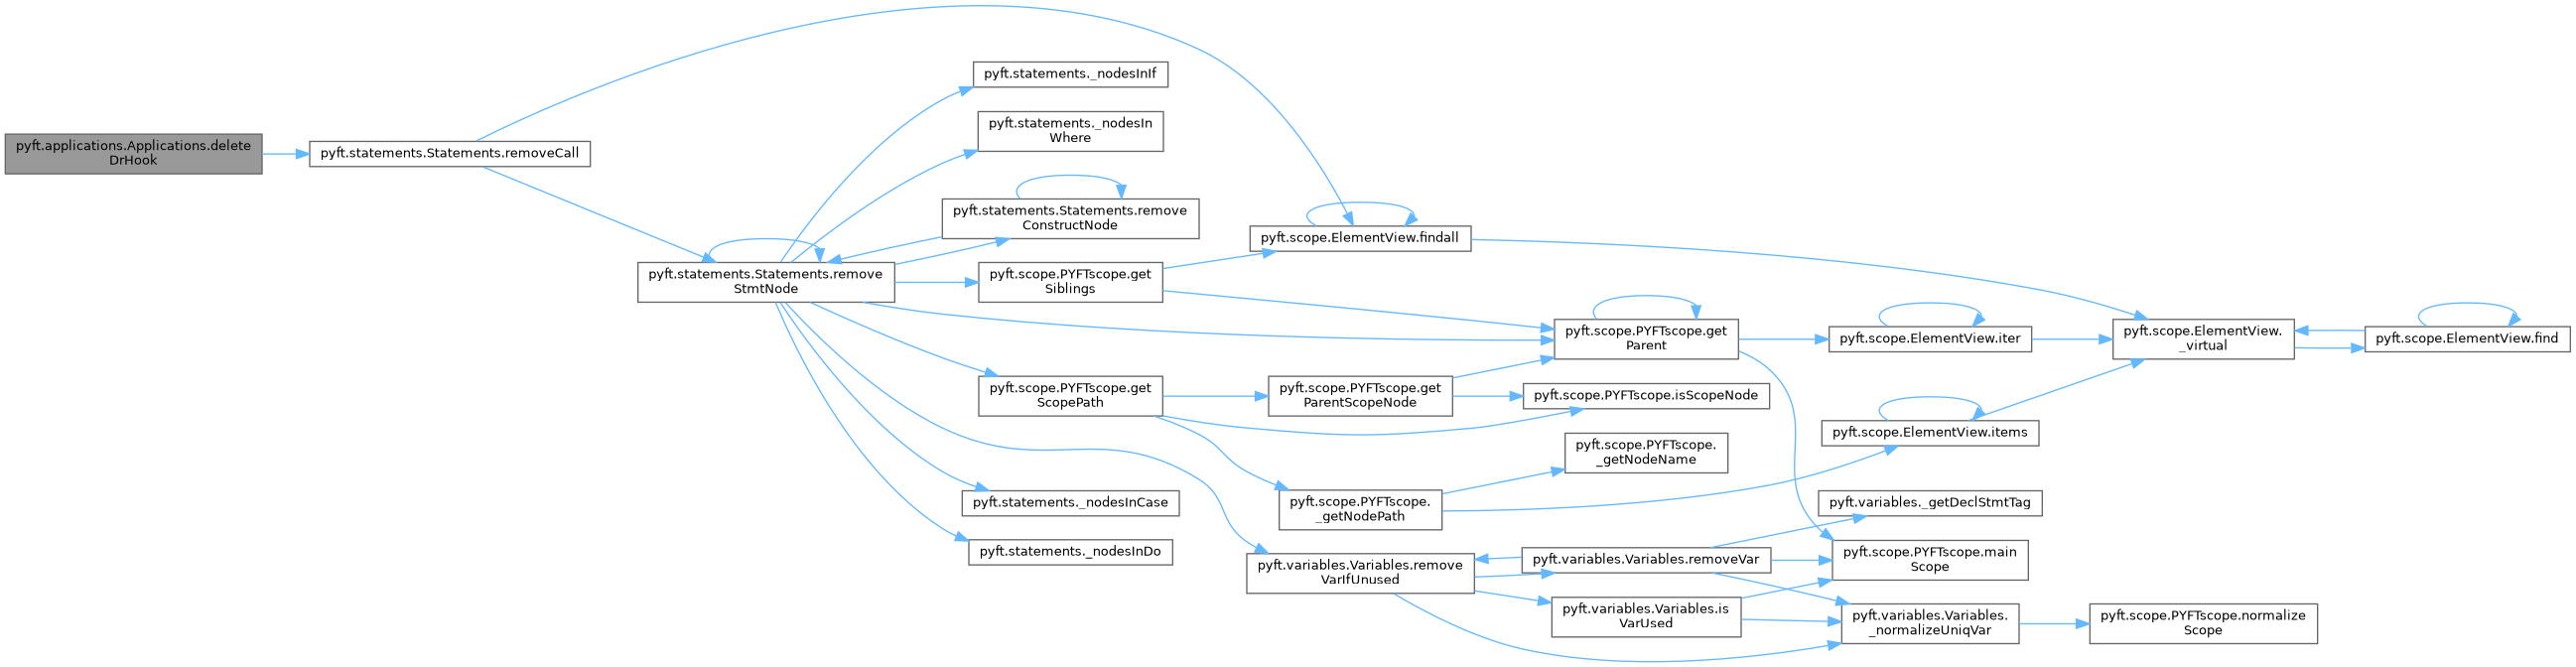 pyft.applications.Applications.delete
DrHook
pyft.statements.Statements.removeCall
pyft.statements.Statements.remove
StmtNode
pyft.statements._nodesInIf
pyft.statements._nodesIn
Where
pyft.statements.Statements.remove
ConstructNode
pyft.scope.PYFTscope.get
Siblings
pyft.scope.PYFTscope.get
ScopePath
pyft.statements._nodesInCase
pyft.statements._nodesInDo
pyft.scope.ElementView.findall
pyft.scope.PYFTscope.get
ParentScopeNode
pyft.scope.PYFTscope.
_getNodePath
pyft.variables.Variables.remove
VarIfUnused
pyft.scope.PYFTscope.get
Parent
pyft.scope.PYFTscope.isScopeNode
pyft.scope.PYFTscope.
_getNodeName
pyft.variables.Variables.removeVar
pyft.variables.Variables.is
VarUsed
pyft.scope.ElementView.iter
pyft.scope.ElementView.items
pyft.variables._getDeclStmtTag
pyft.scope.PYFTscope.main
Scope
pyft.variables.Variables.
_normalizeUniqVar
pyft.scope.ElementView.
_virtual
pyft.scope.PYFTscope.normalize
Scope
pyft.scope.ElementView.find